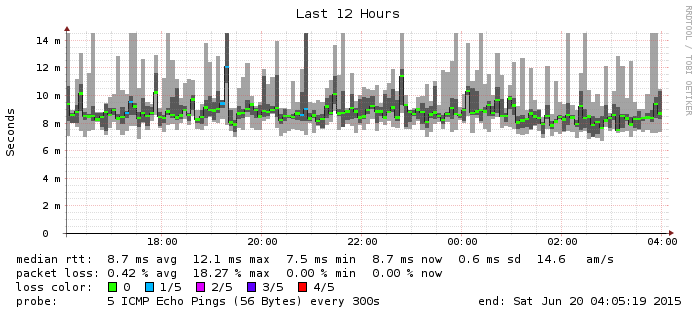 Last 12 Hours
RRDTOOL / TOBI OETIKER
Seconds
14 m
12 m
10 m
8 m
6 m
4 m
2 m
0
18:00 20:00 22:00 00:00 02:00 04:00
median rtt: 8.7 ms avg 12.1 ms max 7.5 ms min 8.7 ms now 0.6 ms sd 14.6 am/s
packet loss: 0.42 % avg 18.27 % max 0.00 % min 0.00 % now
loss color: 0 1/5 2/5 3/5 4/5
probe: 5 ICMP Echo Pings (56 Bytes) every 300s end: Sat Jun 20 04:05:19 2015